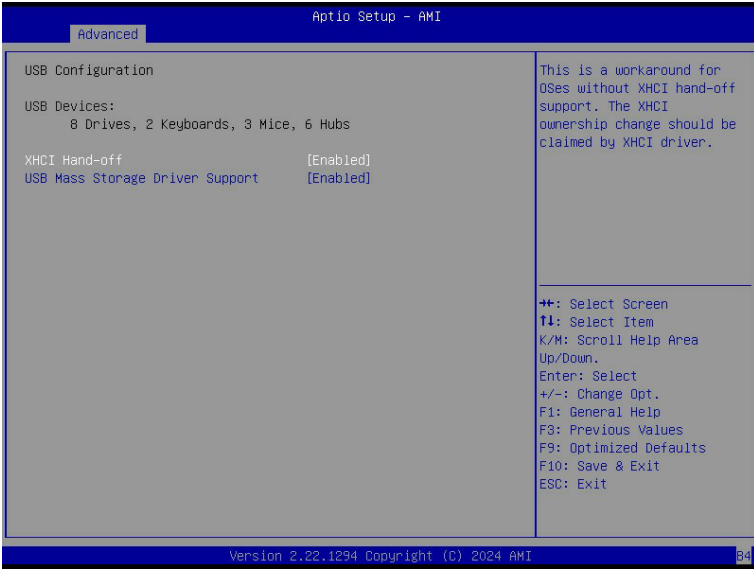 Aptio Setup - AMI
Advanced
USB Configuration
USB Devices:
8 Drives, 2 Keyboards, 3 Mice, 6 Hubs
XHCI Hand-off [Enabled]
USB Mass Storage Driver Support [Enabled]
This is a workaround for
OSes without XHCI hand-off
support. The XHCI
ownership change should be
claimed by XHCI driver.
→←: Select Screen
↑↓: Select Item
K/M: Scroll Help Area
Up/Down.
Enter: Select
+/-: Change Opt.
F1: General Help
F3: Previous Values
F9: Optimized Defaults
F10: Save & Exit
ESC: Exit
Version 2.22.1294 Copyright (C) 2024 AMI
B4